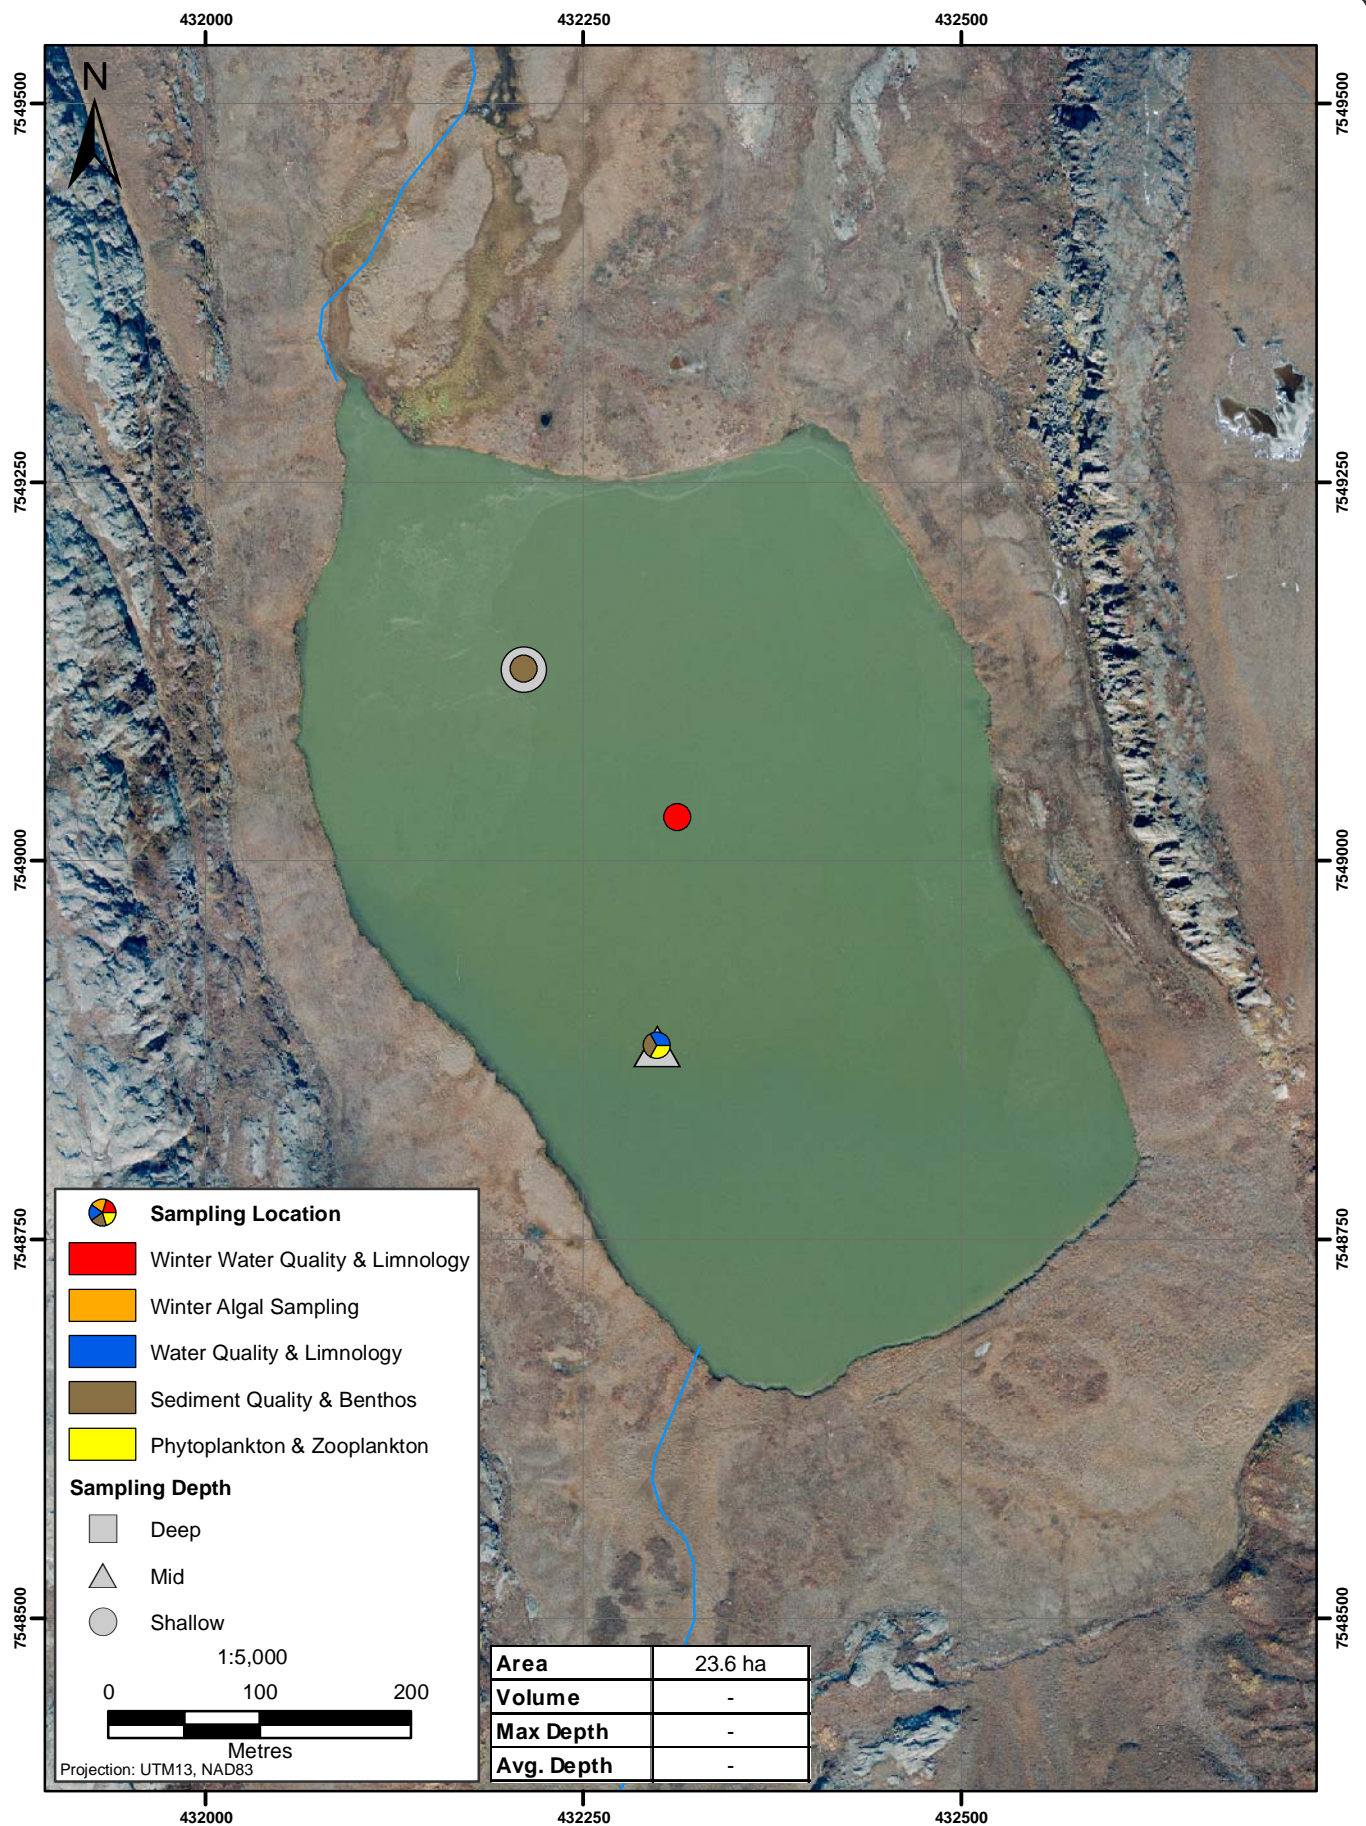 432000 432250 432500
N
7549500 7549500
7549250 7549250
7549000 7549000
7548750 7548750
7548500 7548500
Sampling Location
Winter Water Quality & Limnology
Winter Algal Sampling
Water Quality & Limnology
Sediment Quality & Benthos
Phytoplankton & Zooplankton
Sampling Depth
Deep
Mid
Shallow
1:5,000
0 100 200
Metres
Projection: UTM13, NAD83
Area 23.6 ha
Volume -
Max Depth -
Avg. Depth -
432000 432250 432500